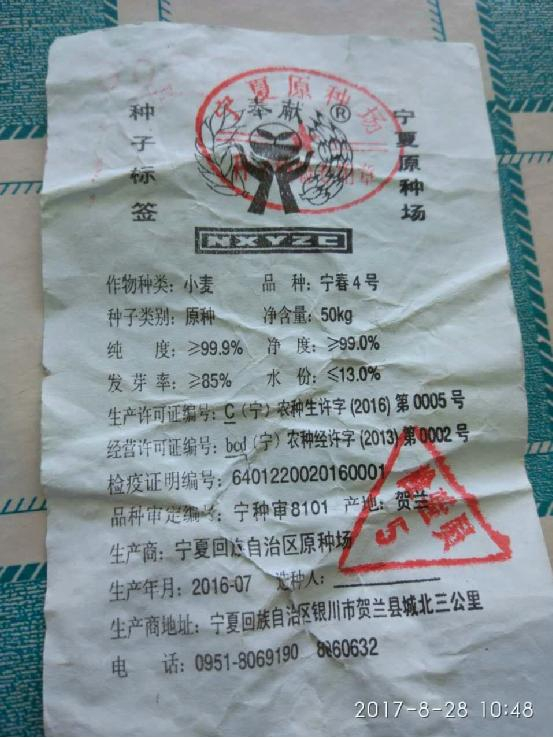 宁夏原种场
奉献 ®
种子标签
宁夏原种场
NXYZC
作物种类：小麦 品 种：宁春4号
种子类别：原种 净含量：50kg
纯 度：≥99.9% 净 度：≥99.0%
发芽率：≥85% 水 份：≤13.0%
生产许可证编号：C（宁）农种生许字（2016）第0005号
经营许可证编号：bcd（宁）农种经许字（2013）第0002号
检疫证明编号：6401220020160001
品种审定编号：宁种审8101 产地：贺兰
生产商：宁夏回族自治区原种场
生产年月：2016-07 选种人：
生产商地址：宁夏回族自治区银川市贺兰县城北三公里
电 话：0951-8069190 8060632
5
2017-8-28 10:48